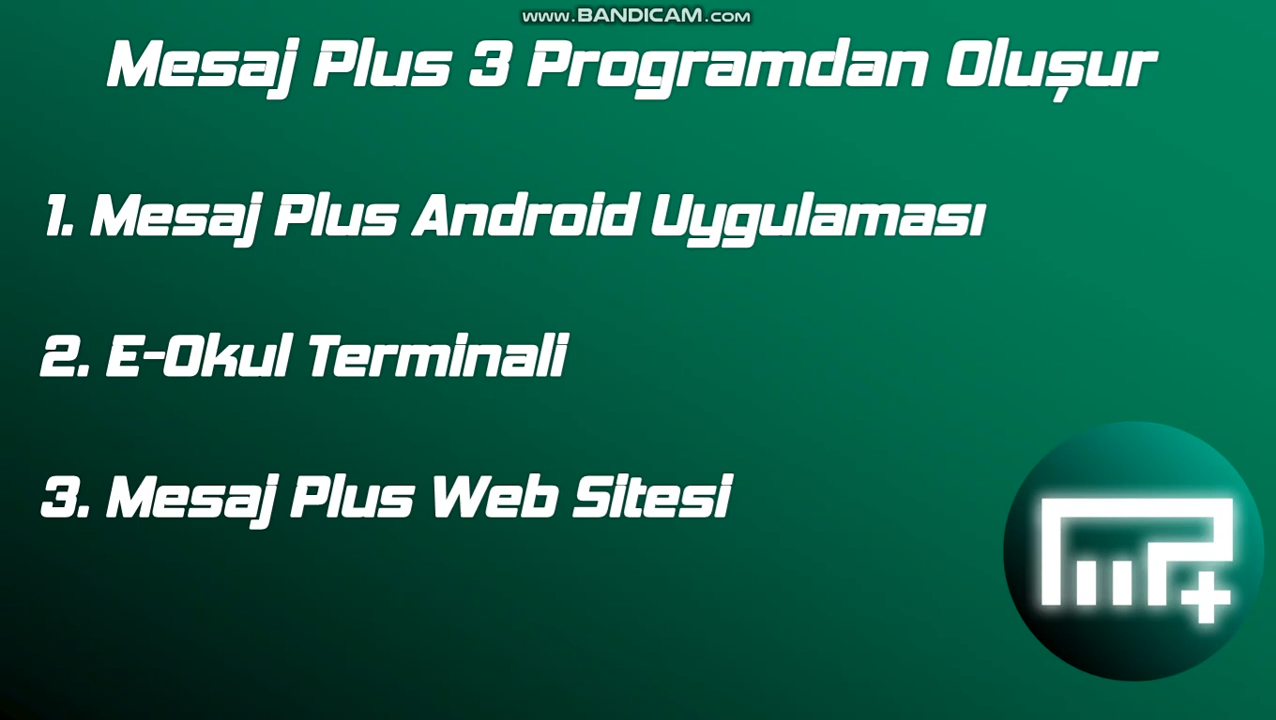 www.BANDICAM.com
Mesaj Plus 3 Programdan Oluşur
1. Mesaj Plus Android Uygulaması
2. E-Okul Terminali
3. Mesaj Plus Web Sitesi